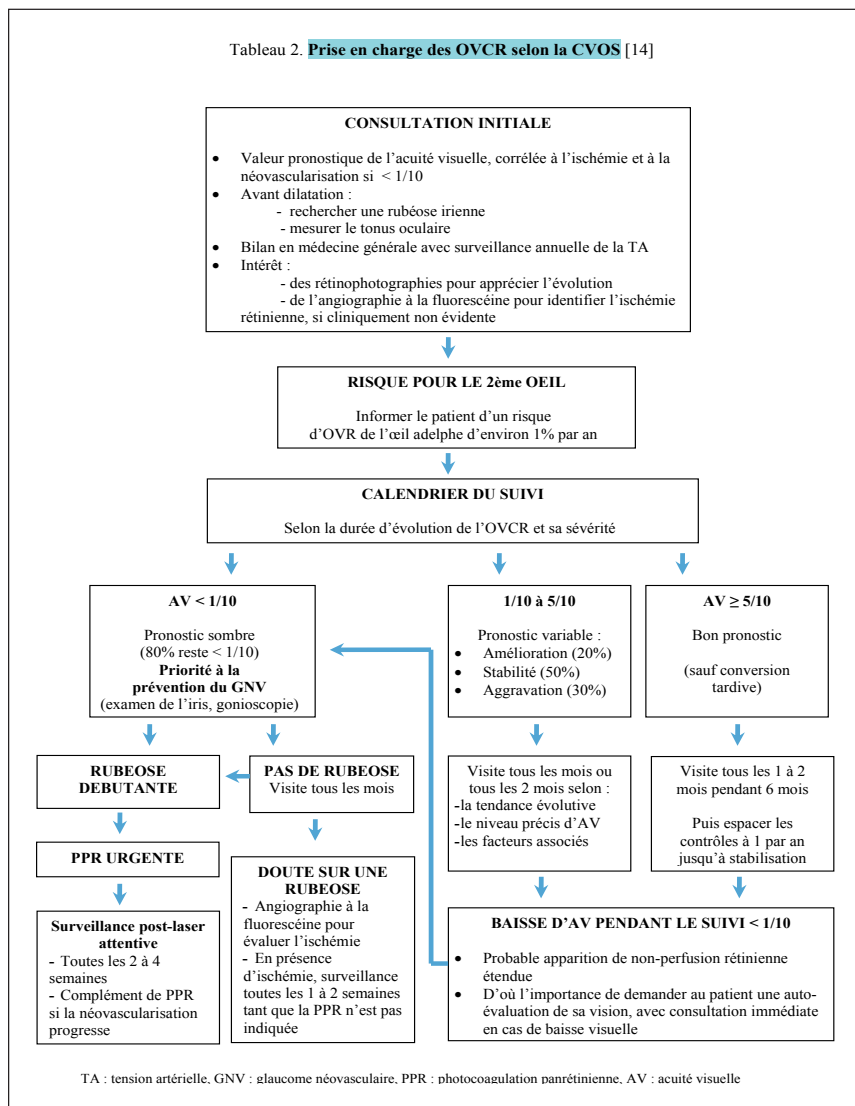 Tableau 2. Prise en charge des OVCR selon la CVOS [14]
CONSULTATION INITIALE
• Valeur pronostique de l'acuité visuelle, corrélée à l'ischémie et à la
néovascularisation si < 1/10
• Avant dilatation :
- rechercher une rubéose irienne
- mesurer le tonus oculaire
• Bilan en médecine générale avec surveillance annuelle de la TA
• Intérêt :
- des rétinophotographies pour apprécier l'évolution
- de l'angiographie à la fluorescéine pour identifier l'ischémie
rétinienne, si cliniquement non évidente
RISQUE POUR LE 2ème OEIL
Informer le patient d'un risque
d'OVR de l'œil adelphe d'environ 1% par an
CALENDRIER DU SUIVI
Selon la durée d'évolution de l'OVCR et sa sévérité
AV < 1/10
Pronostic sombre
(80% reste < 1/10)
Priorité à la
prévention du GNV
(examen de l'iris, gonioscopie)
1/10 à 5/10
Pronostic variable :
• Amélioration (20%)
• Stabilité (50%)
• Aggravation (30%)
AV ≥ 5/10
Bon pronostic
(sauf conversion
tardive)
RUBEOSE
DEBUTANTE
PAS DE RUBEOSE
Visite tous les mois
Visite tous les mois ou
tous les 2 mois selon :
-la tendance évolutive
-le niveau précis d'AV
-les facteurs associés
Visite tous les 1 à 2
mois pendant 6 mois
Puis espacer les
contrôles à 1 par an
jusqu'à stabilisation
PPR URGENTE
DOUTE SUR UNE
RUBEOSE
- Angiographie à la
fluorescéine pour
évaluer l'ischémie
- En présence
d'ischémie, surveillance
toutes les 1 à 2 semaines
tant que la PPR n'est pas
indiquée
Surveillance post-laser
attentive
- Toutes les 2 à 4
semaines
- Complément de PPR
si la néovascularisation
progresse
BAISSE D'AV PENDANT LE SUIVI < 1/10
• Probable apparition de non-perfusion rétinienne
étendue
• D'où l'importance de demander au patient une auto-
évaluation de sa vision, avec consultation immédiate
en cas de baisse visuelle
TA : tension artérielle, GNV : glaucome néovasculaire, PPR : photocoagulation panrétinienne, AV : acuité visuelle